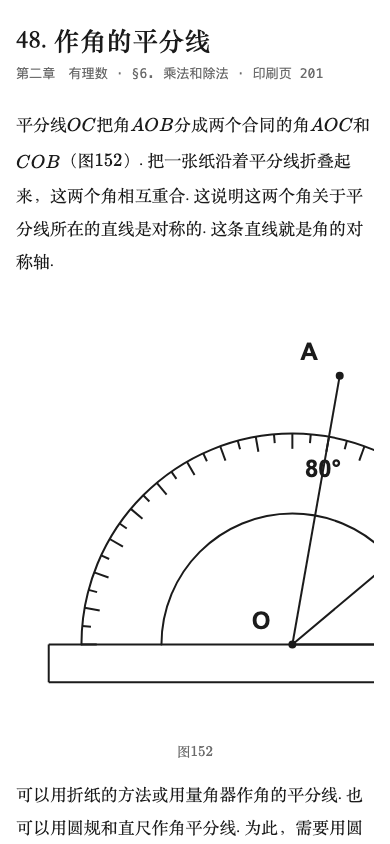 48. 作角的平分线
第二章 有理数 · §6. 乘法和除法 · 印刷页 201
平分线OC把角AOB分成两个合同的角AOC和
COB（图152）. 把一张纸沿着平分线折叠起
来，这两个角相互重合. 这说明这两个角关于平
分线所在的直线是对称的. 这条直线就是角的对
称轴.
A
80°
O
图152
可以用折纸的方法或用量角器作角的平分线. 也
可以用圆规和直尺作角平分线. 为此，需要用圆